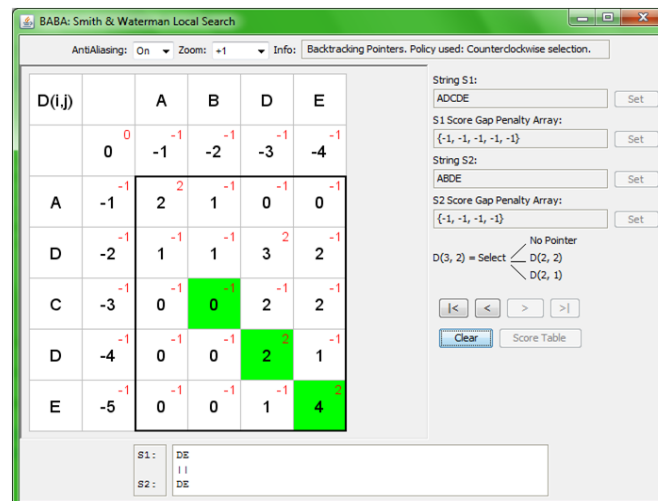 BABA: Smith & Waterman Local Search
AntiAliasing: On Zoom: +1 Info: Backtracking Pointers. Policy used: Counterclockwise selection.
D(i,j) A B D E
0 -1 -1 -1 -1
0 -1 -2 -3 -4
-1 2 -1 -1 -1
A -1 2 1 0 0
-1 -1 -1 2 -1
D -2 1 1 3 2
-1 -1 -1 -1 -1
C -3 0 0 2 2
-1 -1 -1 2 -1
D -4 0 0 2 1
-1 -1 -1 -1 2
E -5 0 0 1 4
String S1:
ADCDE Set
S1 Score Gap Penalty Array:
{-1, -1, -1, -1, -1} Set
String S2:
ABDE Set
S2 Score Gap Penalty Array:
{-1, -1, -1, -1} Set
No Pointer
D(3, 2) = Select D(2, 2)
D(2, 1)
|< < > >|
Clear Score Table
S1: DE
||
S2: DE